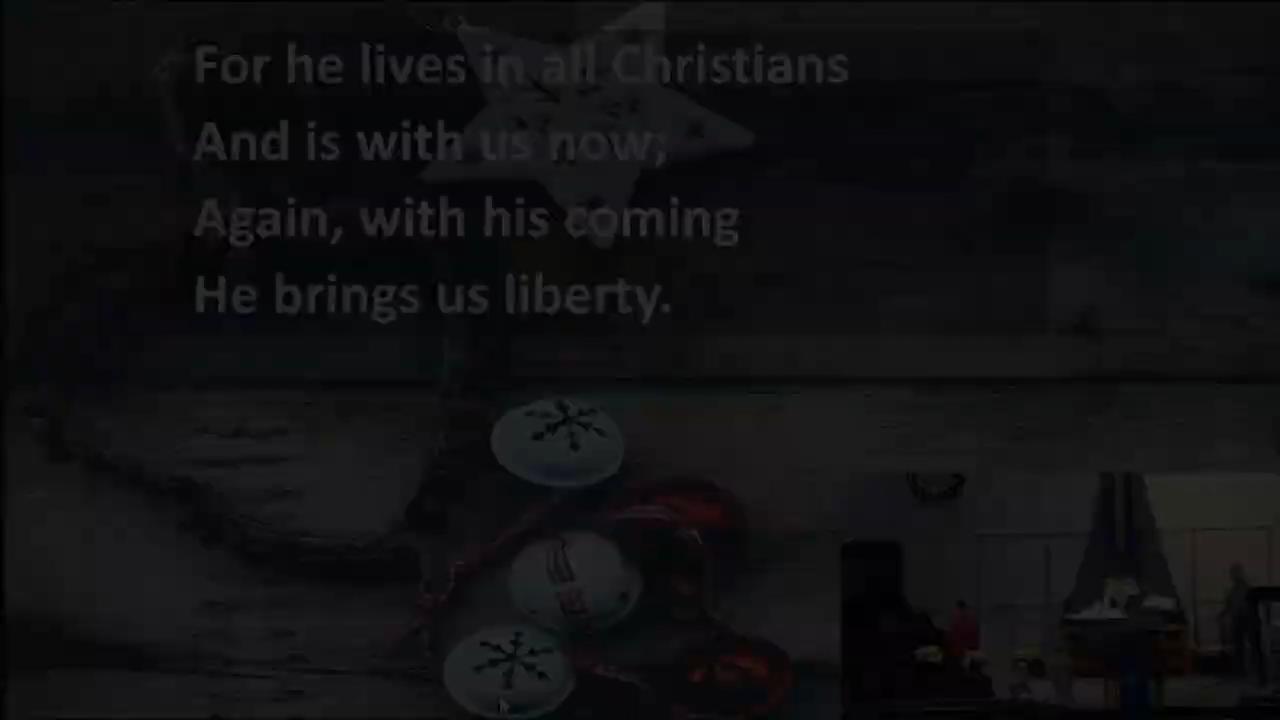 For he lives in all Christians
And is with us now;
Again, with his coming
He brings us liberty.